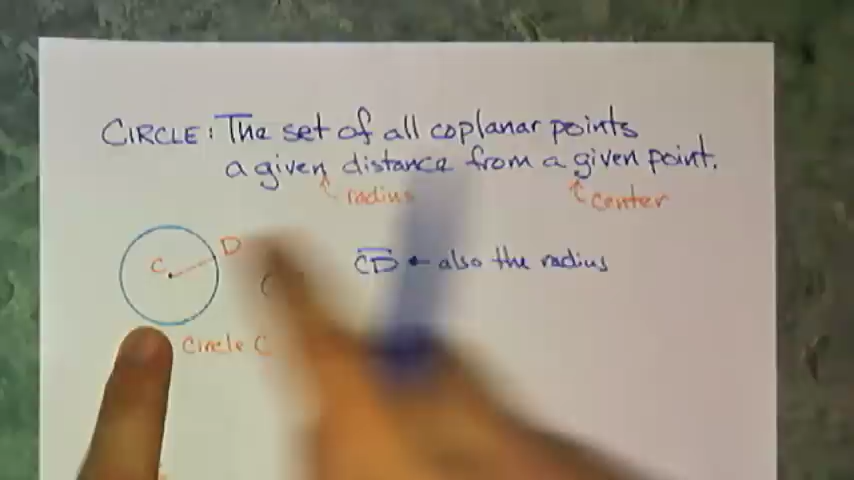 CIRCLE: The set of all coplanar points
a given distance from a given point.
radius
center
C
D
CD ← also the radius
Circle C